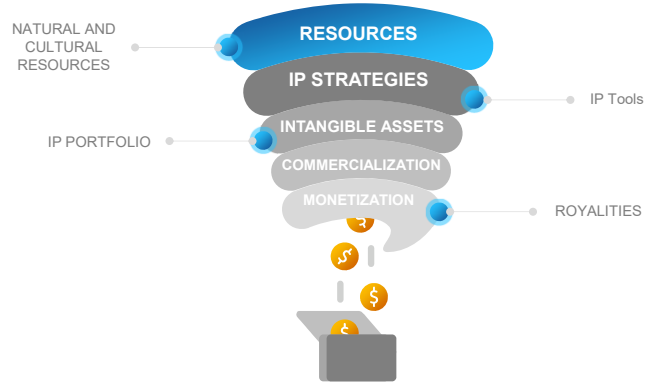 NATURAL AND
CULTURAL
RESOURCES
RESOURCES
IP STRATEGIES
IP Tools
INTANGIBLE ASSETS
IP PORTFOLIO
COMMERCIALIZATION
MONETIZATION
ROYALITIES
$
$
$
$